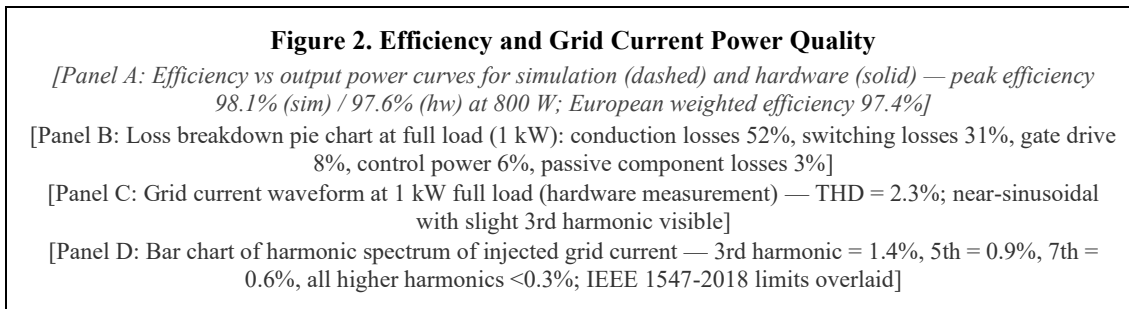 Figure 2. Efficiency and Grid Current Power Quality
[Panel A: Efficiency vs output power curves for simulation (dashed) and hardware (solid) — peak efficiency
98.1% (sim) / 97.6% (hw) at 800 W; European weighted efficiency 97.4%]
[Panel B: Loss breakdown pie chart at full load (1 kW): conduction losses 52%, switching losses 31%, gate drive
8%, control power 6%, passive component losses 3%]
[Panel C: Grid current waveform at 1 kW full load (hardware measurement) — THD = 2.3%; near-sinusoidal
with slight 3rd harmonic visible]
[Panel D: Bar chart of harmonic spectrum of injected grid current — 3rd harmonic = 1.4%, 5th = 0.9%, 7th =
0.6%, all higher harmonics <0.3%; IEEE 1547-2018 limits overlaid]